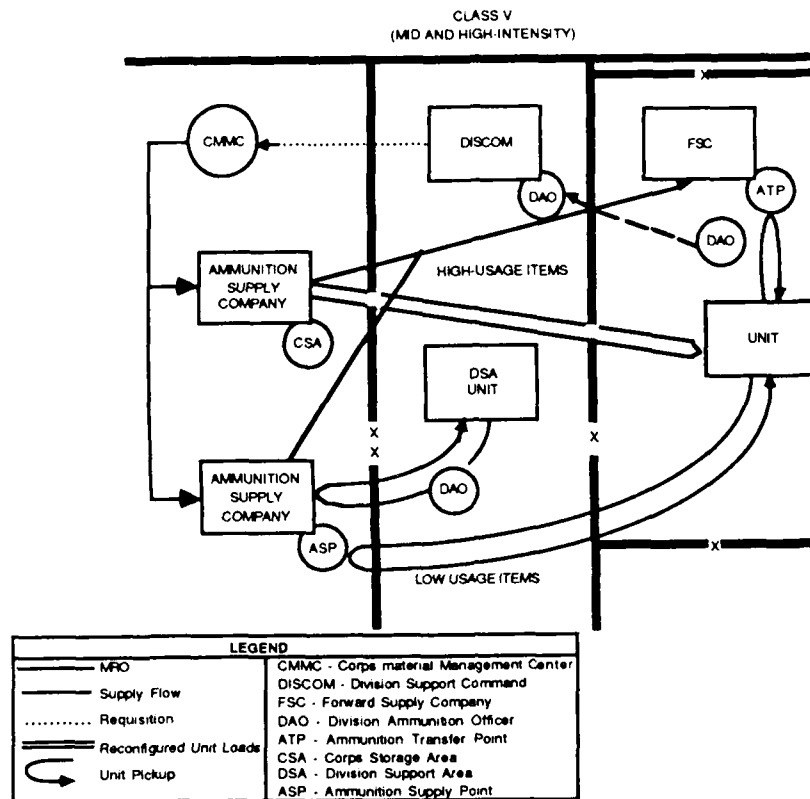 CLASS V
(MID AND HIGH-INTENSITY)
X
CMMC
DISCOM
FSC
DAO
ATP
DAO
AMMUNITION
SUPPLY
COMPANY
HIGH-USAGE ITEMS
CSA
UNIT
DSA
UNIT
X
X
X
AMMUNITION
SUPPLY
COMPANY
DAO
ASP
X
LOW USAGE ITEMS
LEGEND
MRO
Supply Flow
Requisition
Reconfigured Unit Loads
Unit Pickup
CMMC - Corps material Management Center
DISCOM - Division Support Command
FSC - Forward Supply Company
DAO - Division Ammunition Officer
ATP - Ammunition Transfer Point
CSA - Corps Storage Area
DSA - Division Support Area
ASP - Ammunition Supply Point